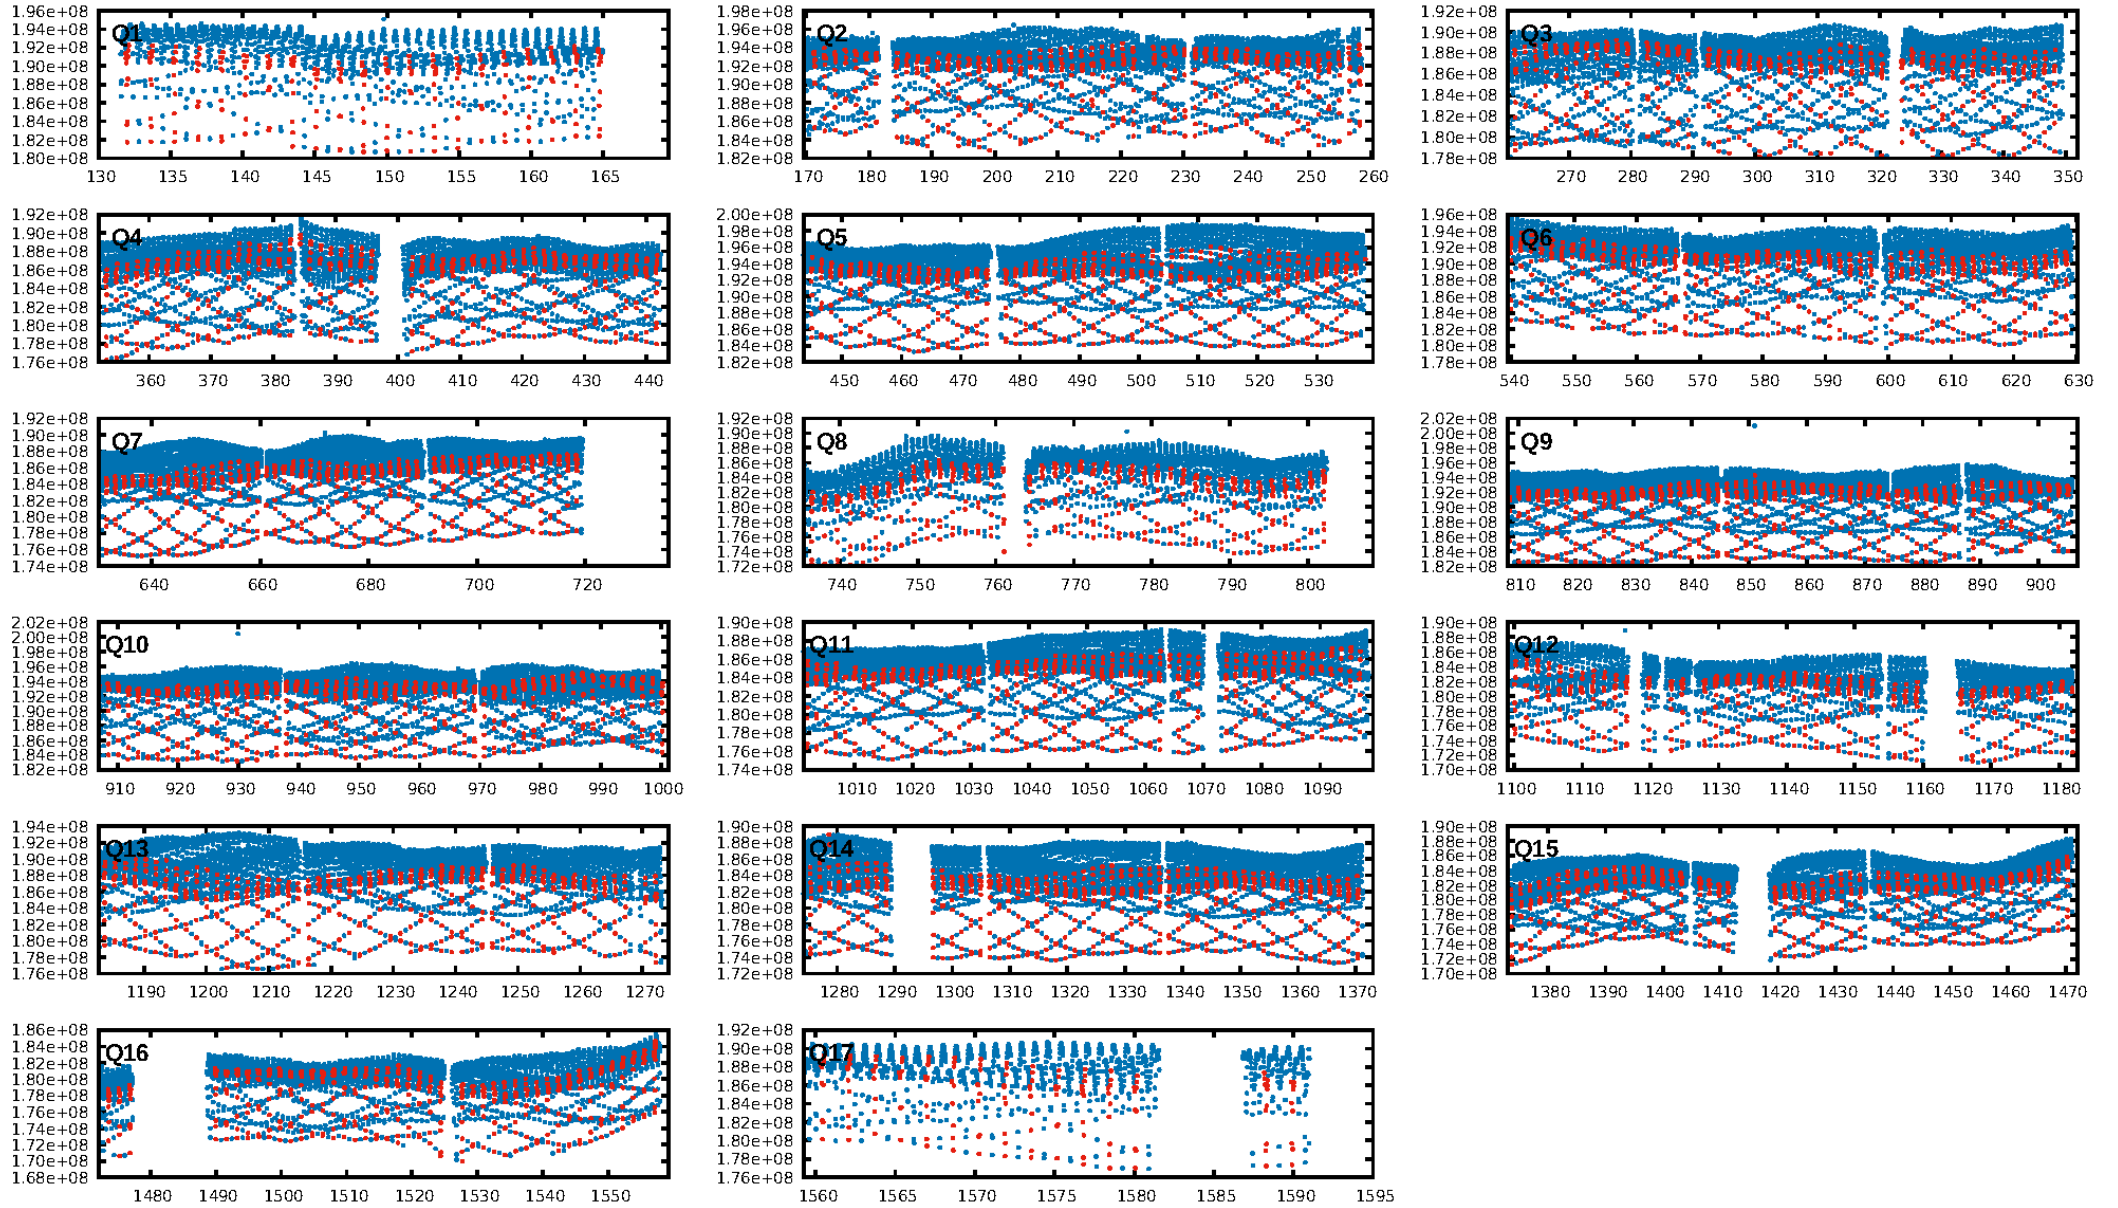 1.96e+08 1.94e+08 1.92e+08 1.90e+08 1.88e+08 1.86e+08 1.84e+08 1.82e+08 1.80e+08
Q1
130 135 140 145 150 155 160 165
1.98e+08 1.96e+08 1.94e+08 1.92e+08 1.90e+08 1.88e+08 1.86e+08 1.84e+08 1.82e+08
Q2
170 180 190 200 210 220 230 240 250 260
1.92e+08 1.90e+08 1.88e+08 1.86e+08 1.84e+08 1.82e+08 1.80e+08 1.78e+08
Q3
270 280 290 300 310 320 330 340 350
1.92e+08 1.90e+08 1.88e+08 1.86e+08 1.84e+08 1.82e+08 1.80e+08 1.78e+08 1.76e+08
Q4
360 370 380 390 400 410 420 430 440
2.00e+08 1.98e+08 1.96e+08 1.94e+08 1.92e+08 1.90e+08 1.88e+08 1.86e+08 1.84e+08 1.82e+08
Q5
450 460 470 480 490 500 510 520 530
1.96e+08 1.94e+08 1.92e+08 1.90e+08 1.88e+08 1.86e+08 1.84e+08 1.82e+08 1.80e+08 1.78e+08
Q6
540 550 560 570 580 590 600 610 620 630
1.92e+08 1.90e+08 1.88e+08 1.86e+08 1.84e+08 1.82e+08 1.80e+08 1.78e+08 1.76e+08 1.74e+08
Q7
640 660 680 700 720
1.92e+08 1.90e+08 1.88e+08 1.86e+08 1.84e+08 1.82e+08 1.80e+08 1.78e+08 1.76e+08 1.74e+08 1.72e+08
Q8
740 750 760 770 780 790 800
2.02e+08 2.00e+08 1.98e+08 1.96e+08 1.94e+08 1.92e+08 1.90e+08 1.88e+08 1.86e+08 1.84e+08 1.82e+08
Q9
810 820 830 840 850 860 870 880 890 900
2.02e+08 2.00e+08 1.98e+08 1.96e+08 1.94e+08 1.92e+08 1.90e+08 1.88e+08 1.86e+08 1.84e+08 1.82e+08
Q10
910 920 930 940 950 960 970 980 990 1000
1.90e+08 1.88e+08 1.86e+08 1.84e+08 1.82e+08 1.80e+08 1.78e+08 1.76e+08 1.74e+08
Q11
1010 1020 1030 1040 1050 1060 1070 1080 1090
1.90e+08 1.88e+08 1.86e+08 1.84e+08 1.82e+08 1.80e+08 1.78e+08 1.76e+08 1.74e+08 1.72e+08 1.70e+08
Q12
1100 1110 1120 1130 1140 1150 1160 1170 1180
1.94e+08 1.92e+08 1.90e+08 1.88e+08 1.86e+08 1.84e+08 1.82e+08 1.80e+08 1.78e+08 1.76e+08
Q13
1190 1200 1210 1220 1230 1240 1250 1260 1270
1.90e+08 1.88e+08 1.86e+08 1.84e+08 1.82e+08 1.80e+08 1.78e+08 1.76e+08 1.74e+08 1.72e+08
Q14
1280 1290 1300 1310 1320 1330 1340 1350 1360 1370
1.90e+08 1.88e+08 1.86e+08 1.84e+08 1.82e+08 1.80e+08 1.78e+08 1.76e+08 1.74e+08 1.72e+08 1.70e+08
Q15
1380 1390 1400 1410 1420 1430 1440 1450 1460 1470
1.86e+08 1.84e+08 1.82e+08 1.80e+08 1.78e+08 1.76e+08 1.74e+08 1.72e+08 1.70e+08 1.68e+08
Q16
1480 1490 1500 1510 1520 1530 1540 1550
1.92e+08 1.90e+08 1.88e+08 1.86e+08 1.84e+08 1.82e+08 1.80e+08 1.78e+08 1.76e+08
Q17
1560 1565 1570 1575 1580 1585 1590 1595